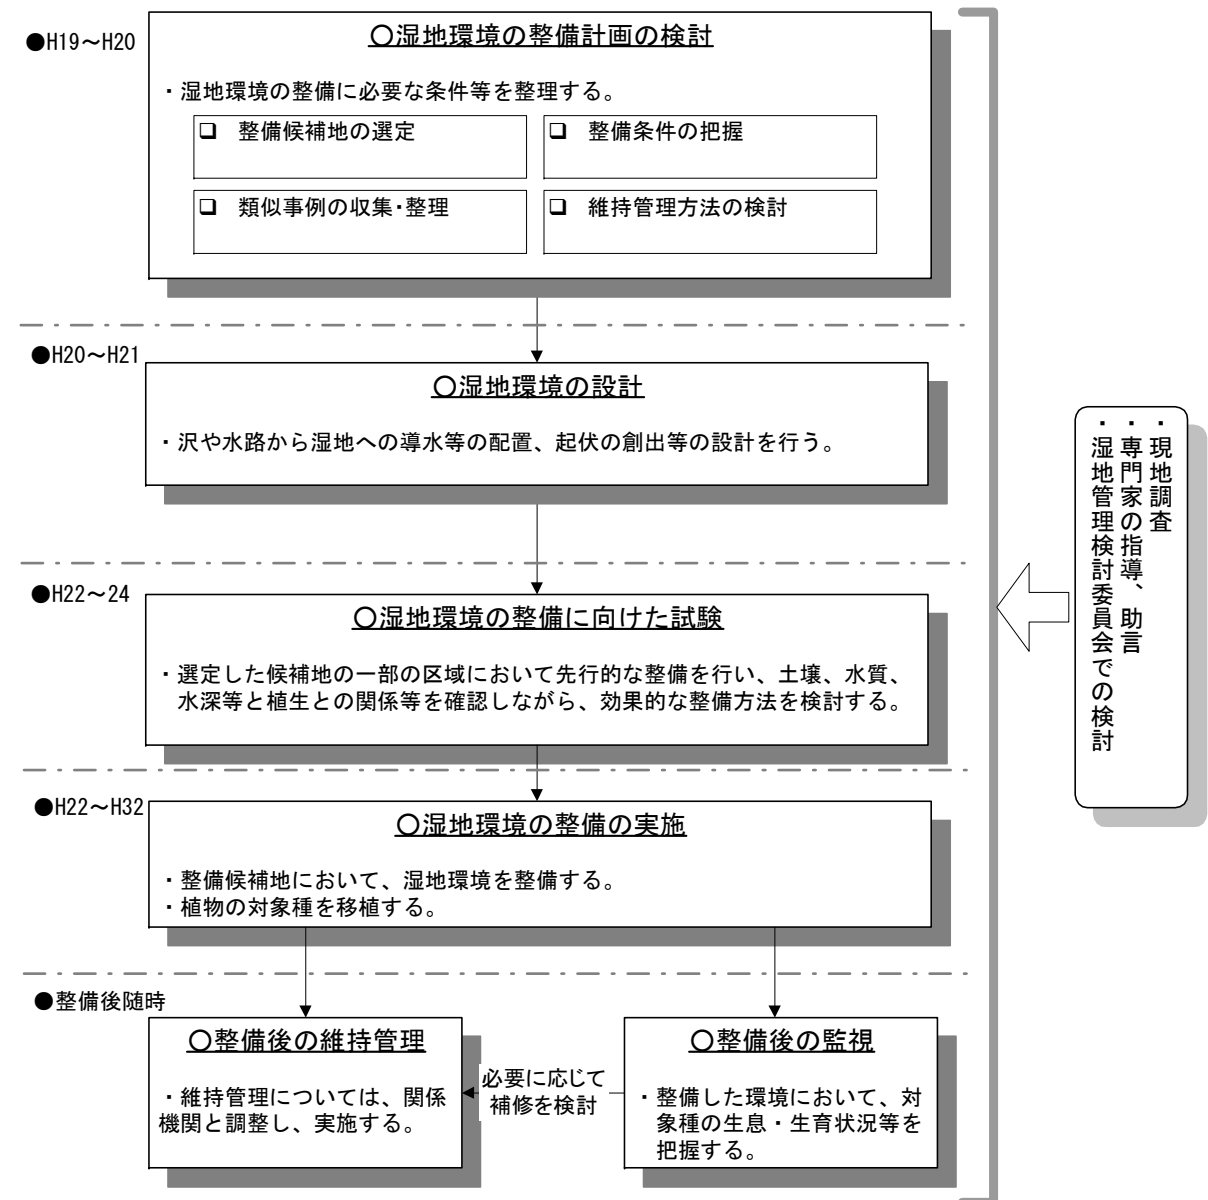 ●H19～H20
○湿地環境の整備計画の検討
・湿地環境の整備に必要な条件等を整理する。
❑ 整備候補地の選定
❑ 整備条件の把握
❑ 類似事例の収集・整理
❑ 維持管理方法の検討
●H20～H21
○湿地環境の設計
・沢や水路から湿地への導水等の配置、起伏の創出等の設計を行う。
●H22～24
○湿地環境の整備に向けた試験
・選定した候補地の一部の区域において先行的な整備を行い、土壌、水質、
水深等と植生との関係等を確認しながら、効果的な整備方法を検討する。
●H22～H32
○湿地環境の整備の実施
・整備候補地において、湿地環境を整備する。
・植物の対象種を移植する。
●整備後随時
○整備後の維持管理
・維持管理については、関係
機関と調整し、実施する。
必要に応じて
補修を検討
○整備後の監視
・整備した環境において、対
象種の生息・生育状況等を
把握する。
・現地調査
・専門家の指導、助言
・湿地管理検討委員会での検討